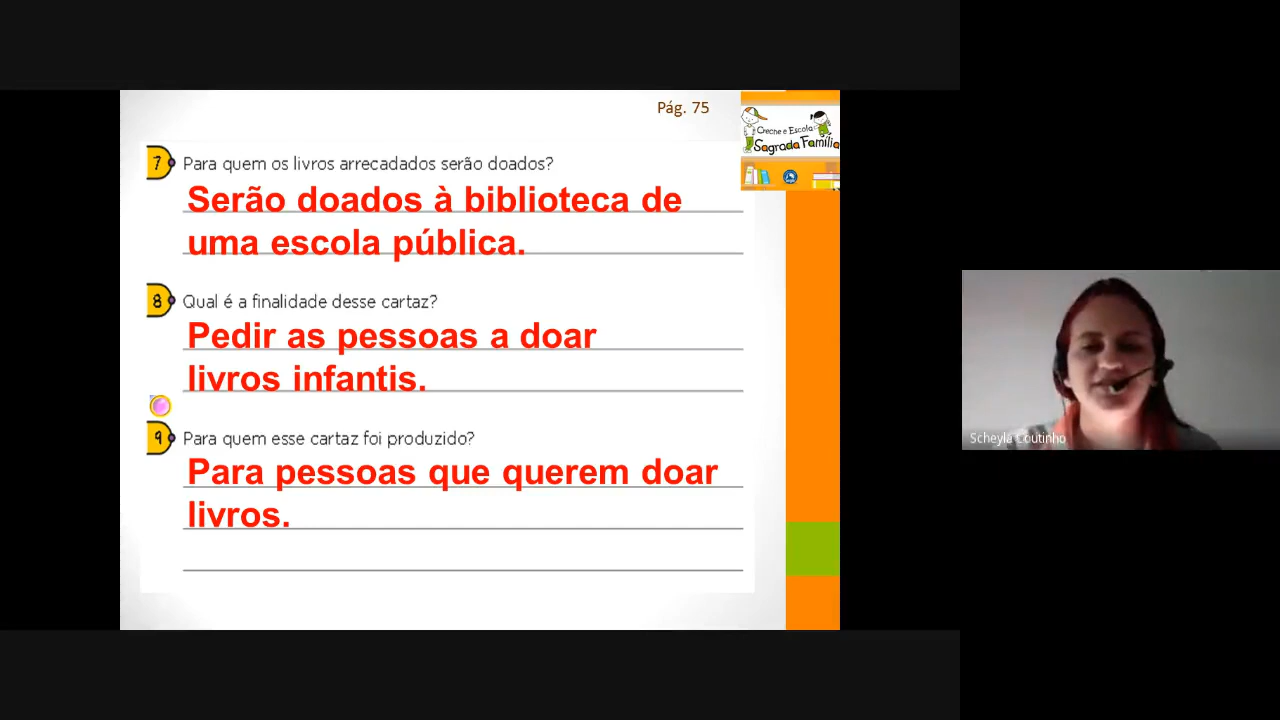 Pág. 75
Creche e Escola
Sagrada Família
7 Para quem os livros arrecadados serão doados?
Serão doados à biblioteca de
uma escola pública.
8 Qual é a finalidade desse cartaz?
Pedir as pessoas a doar
livros infantis.
9 Para quem esse cartaz foi produzido?
Para pessoas que querem doar
livros.
Scheyla Coutinho